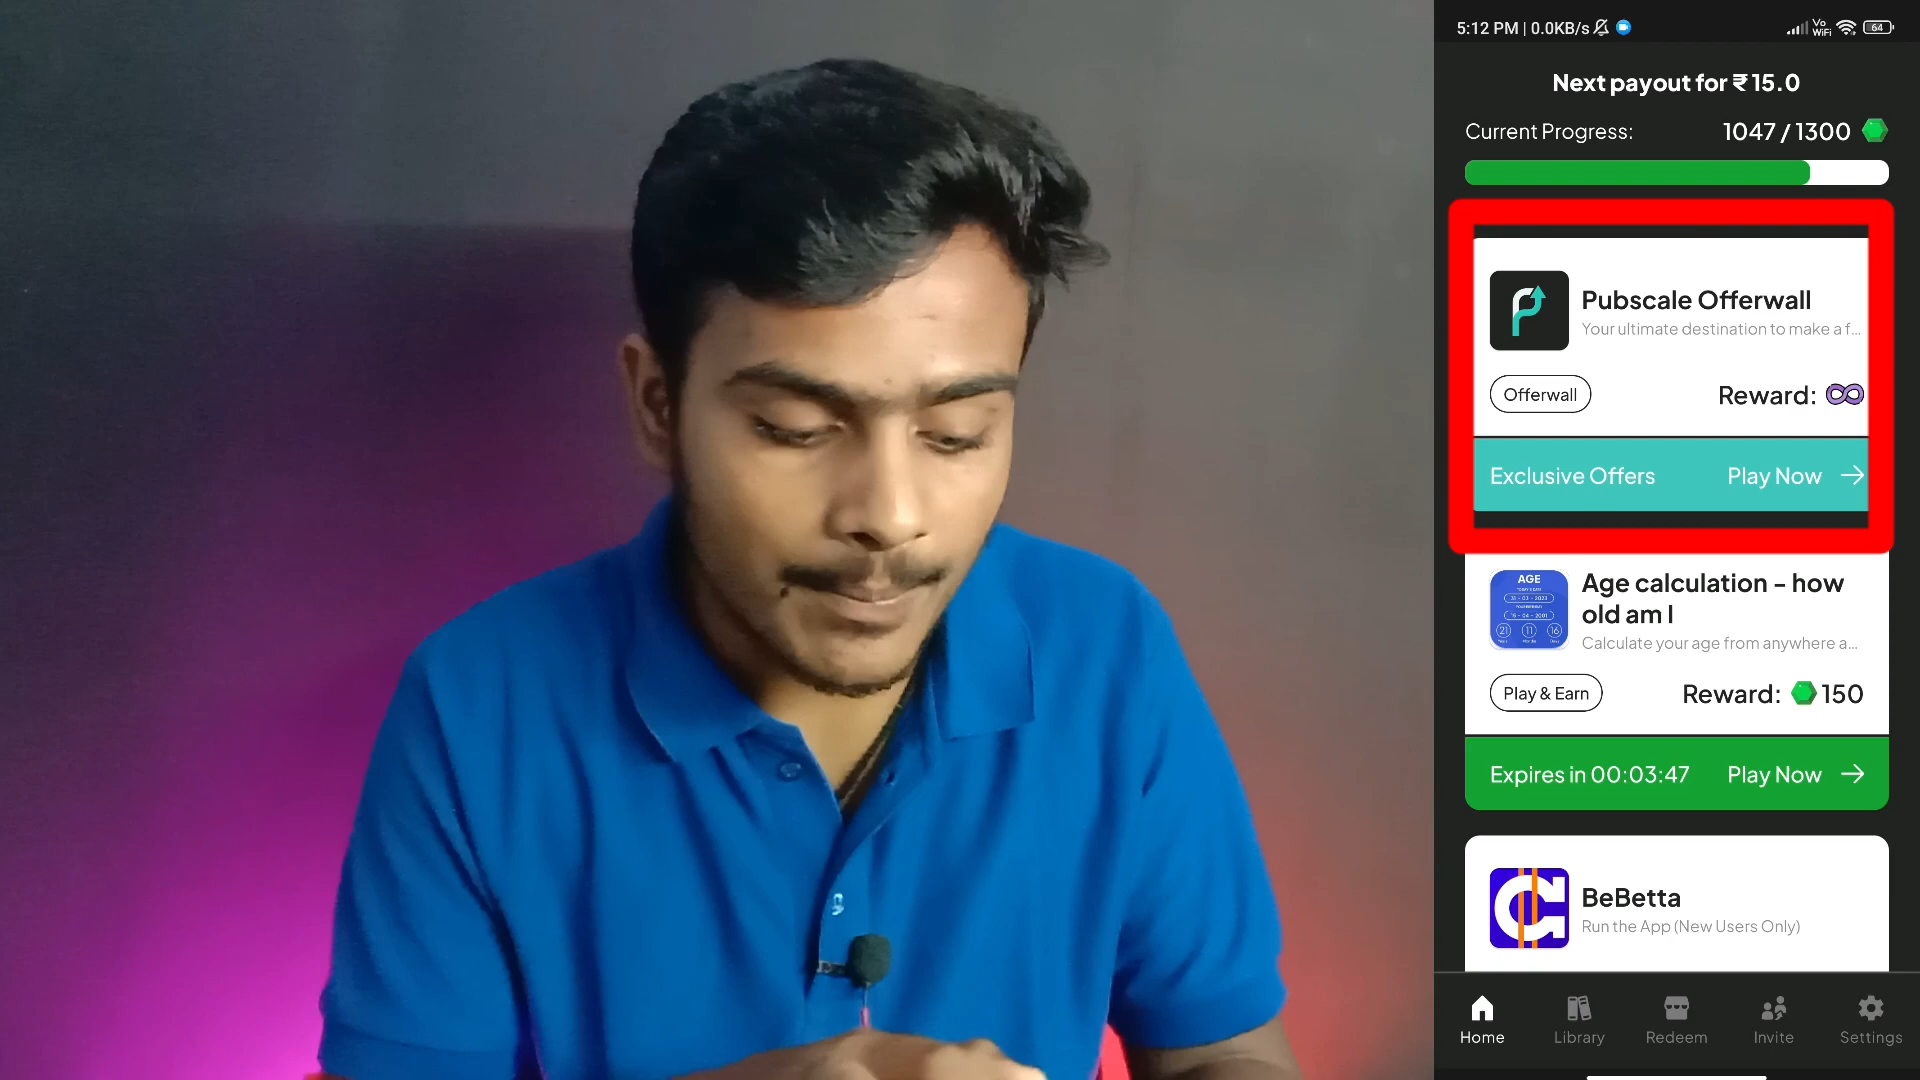 5:12 PM | 0.0KB/s
Vo
WiFi
64
Next payout for ₹15.0
Current Progress: 1047 / 1300
Pubscale Offerwall
Your ultimate destination to make a f...
Offerwall Reward:
Exclusive Offers Play Now →
AGE
Age calculation - how
old am I
21 11 16
Calculate your age from anywhere a...
Play & Earn Reward: 150
Expires in 00:03:47 Play Now →
BeBetta
Run the App (New Users Only)
Home Library Redeem Invite Settings